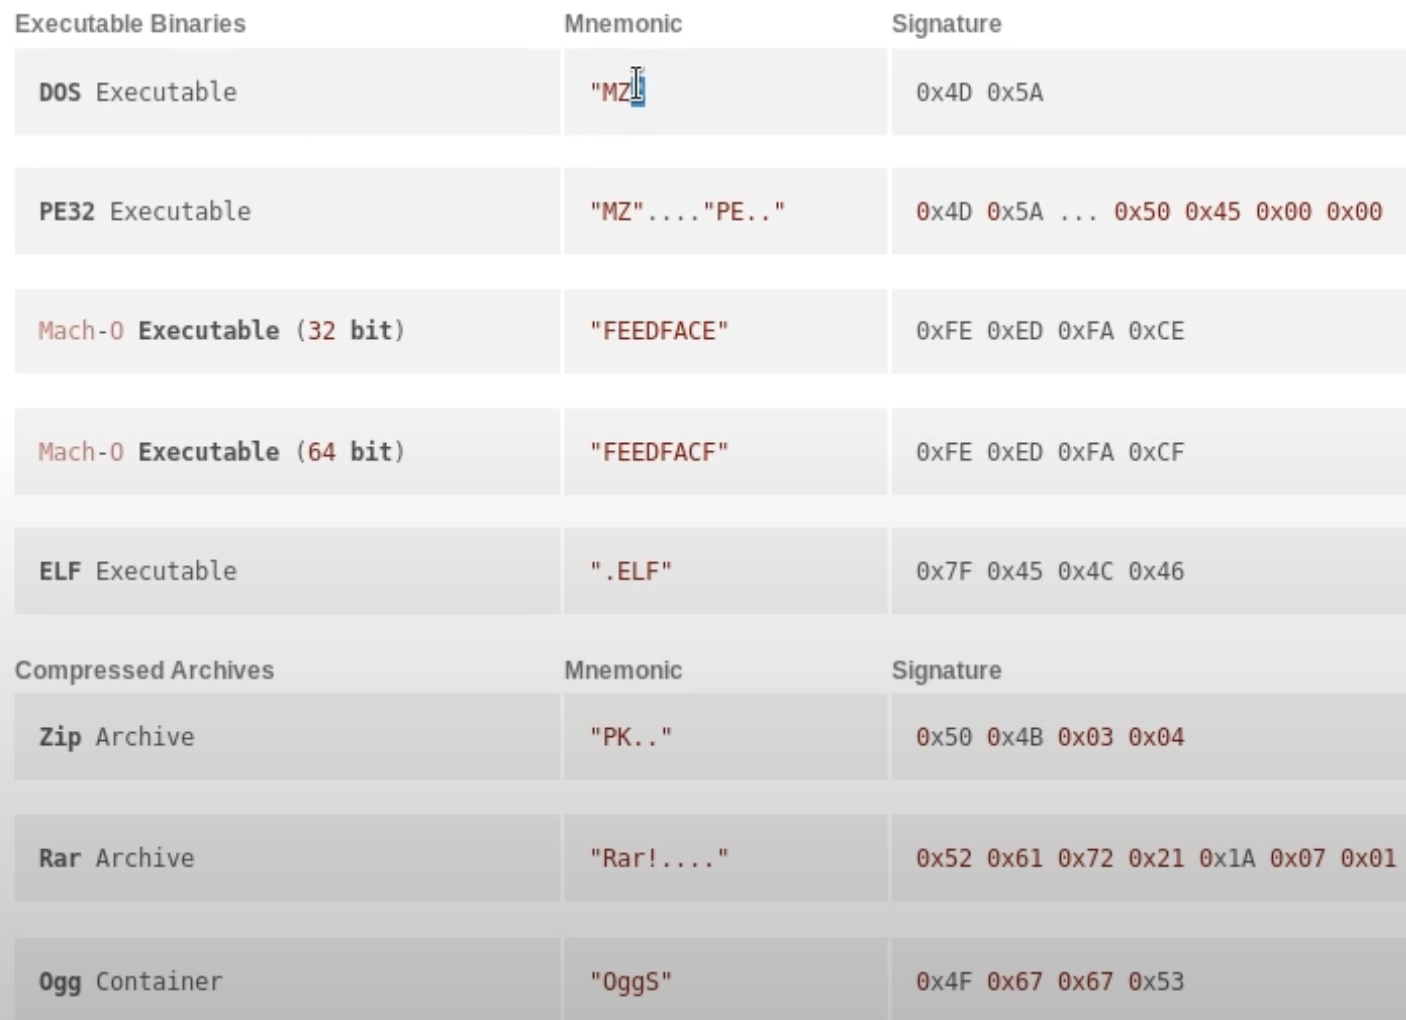 Executable Binaries Mnemonic Signature
DOS Executable "MZ" 0x4D 0x5A
PE32 Executable "MZ"...."PE.." 0x4D 0x5A ... 0x50 0x45 0x00 0x00
Mach-O Executable (32 bit) "FEEDFACE" 0xFE 0xED 0xFA 0xCE
Mach-O Executable (64 bit) "FEEDFACF" 0xFE 0xED 0xFA 0xCF
ELF Executable ".ELF" 0x7F 0x45 0x4C 0x46
Compressed Archives Mnemonic Signature
Zip Archive "PK.." 0x50 0x4B 0x03 0x04
Rar Archive "Rar!...." 0x52 0x61 0x72 0x21 0x1A 0x07 0x01
Ogg Container "OggS" 0x4F 0x67 0x67 0x53